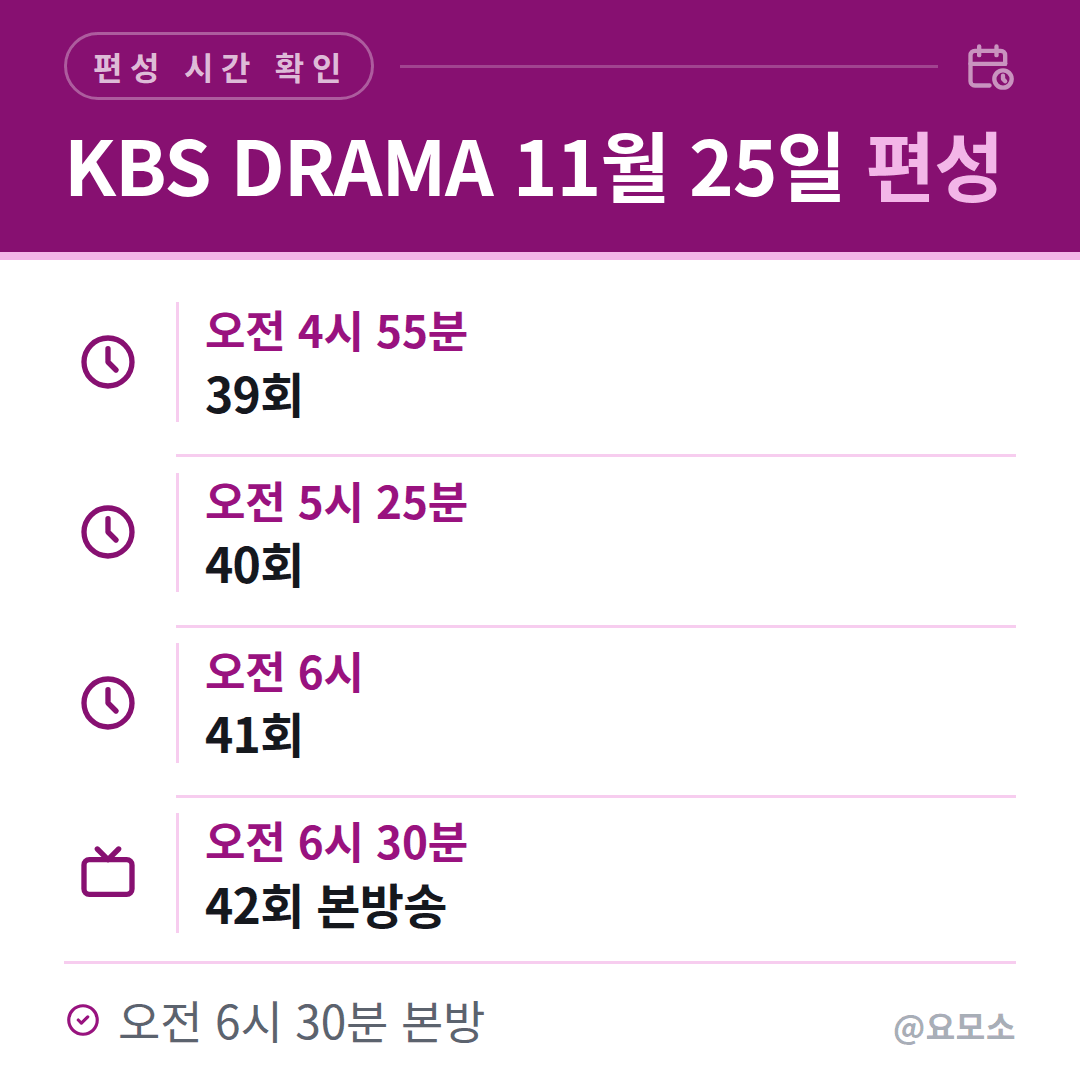 편성 시간 확인
KBS DRAMA 11월 25일 편성
오전 4시 55분
39회
오전 5시 25분
40회
오전 6시
41회
오전 6시 30분
42회 본방송
오전 6시 30분 본방
@요모소